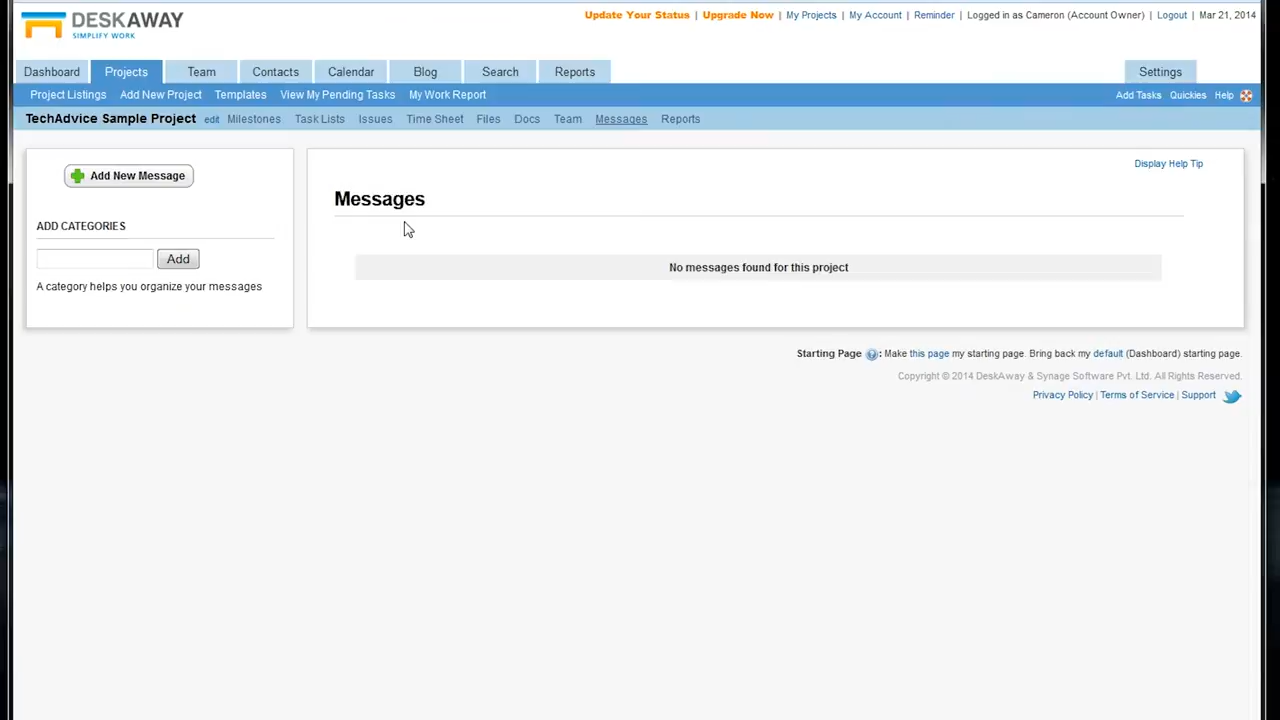 DESKAWAY
SIMPLIFY WORK
Update Your Status | Upgrade Now | My Projects | My Account | Reminder | Logged in as Cameron (Account Owner) | Logout | Mar 21, 2014
Dashboard Projects Team Contacts Calendar Blog Search Reports Settings
Project Listings Add New Project Templates View My Pending Tasks My Work Report Add Tasks Quickies Help
TechAdvice Sample Project edit Milestones Task Lists Issues Time Sheet Files Docs Team Messages Reports
Add New Message
ADD CATEGORIES
Add
A category helps you organize your messages
Display Help Tip
Messages
No messages found for this project
Starting Page ?: Make this page my starting page. Bring back my default (Dashboard) starting page.
Copyright © 2014 DeskAway & Synage Software Pvt. Ltd. All Rights Reserved.
Privacy Policy | Terms of Service | Support